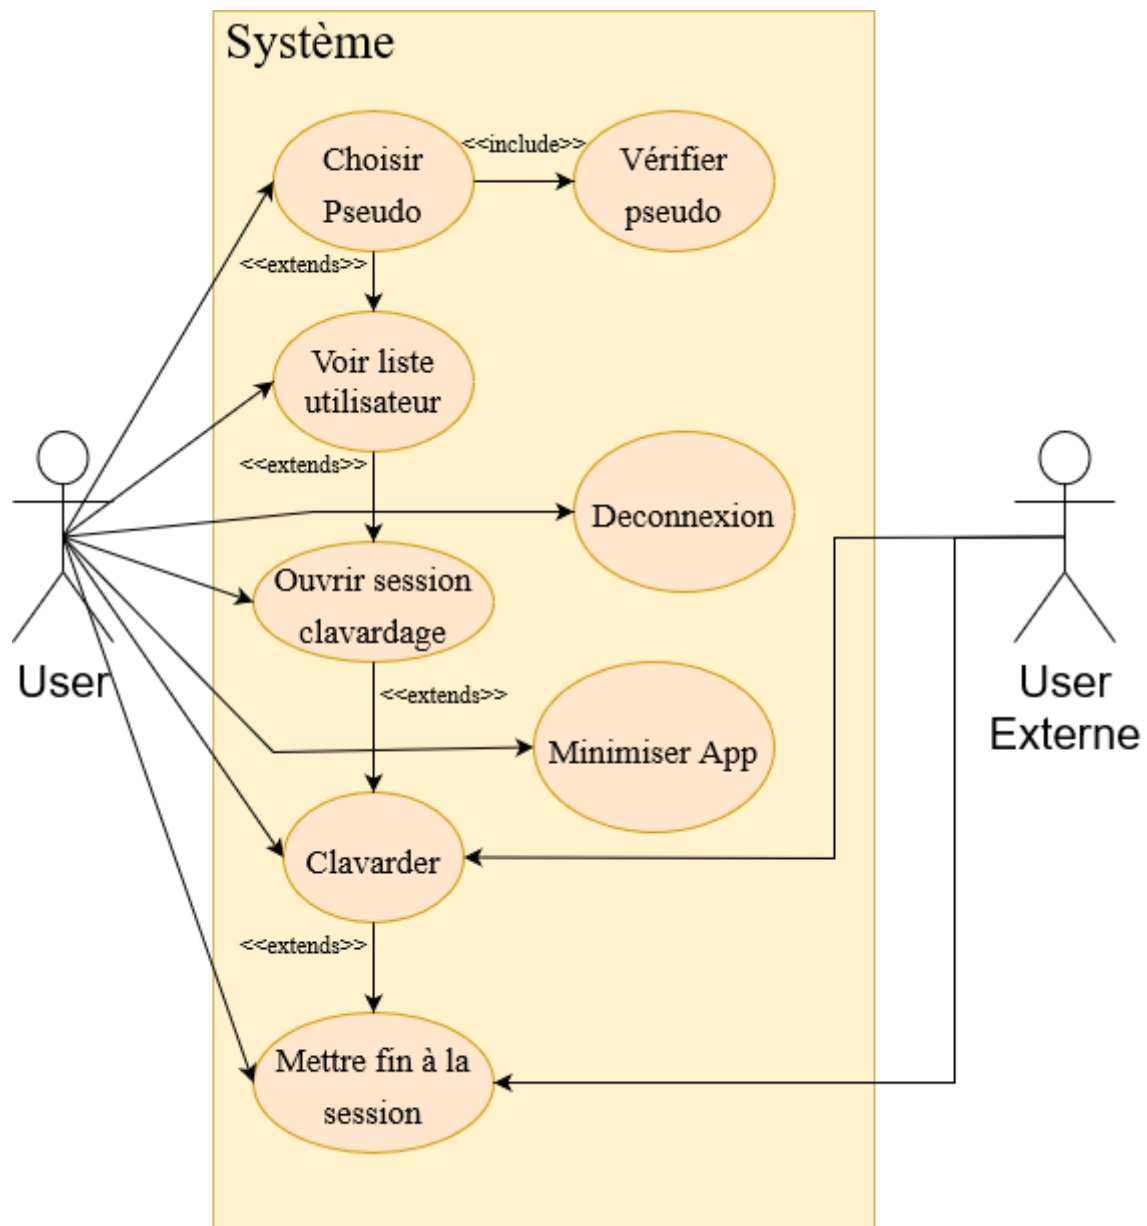 Système
Choisir
Pseudo
<<include>>
Vérifier
pseudo
<<extends>>
Voir liste
utilisateur
<<extends>>
Deconnexion
Ouvrir session
clavardage
<<extends>>
Minimiser App
User
User
Externe
Clavarder
<<extends>>
Mettre fin à la
session